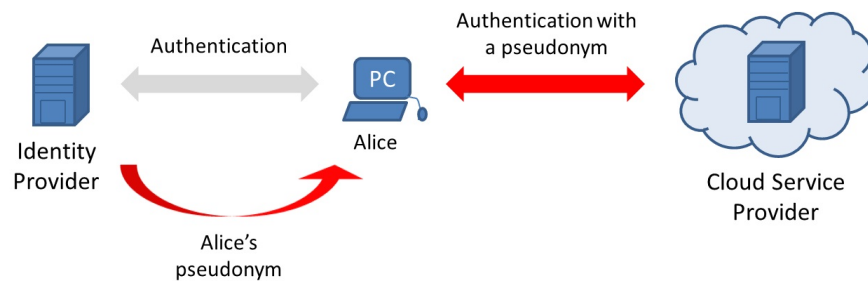 Authentication
Authentication with
a pseudonym
PC
Alice
Identity
Provider
Cloud Service
Provider
Alice’s
pseudonym